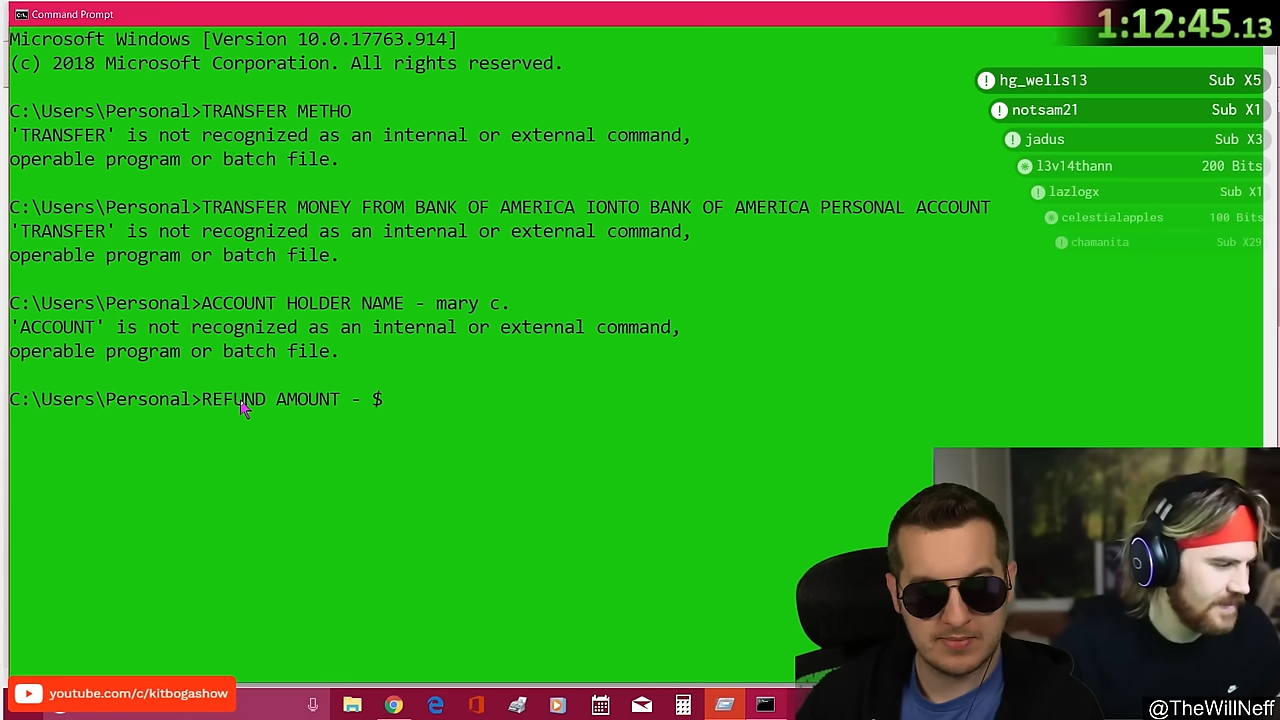 Command Prompt
1:12:45.13
Microsoft Windows [Version 10.0.17763.914]
(c) 2018 Microsoft Corporation. All rights reserved.
hg_wells13 Sub X5
notsam21 Sub X1
jadus Sub X3
l3v14thann 200 Bits
lazlogx Sub X1
celestialapples 100 Bits
chamanita Sub X29
C:\Users\Personal>TRANSFER METHO
'TRANSFER' is not recognized as an internal or external command,
operable program or batch file.
C:\Users\Personal>TRANSFER MONEY FROM BANK OF AMERICA IONTO BANK OF AMERICA PERSONAL ACCOUNT
'TRANSFER' is not recognized as an internal or external command,
operable program or batch file.
C:\Users\Personal>ACCOUNT HOLDER NAME - mary c.
'ACCOUNT' is not recognized as an internal or external command,
operable program or batch file.
C:\Users\Personal>REFUND AMOUNT - $
youtube.com/c/kitbogashow
@TheWillNeff